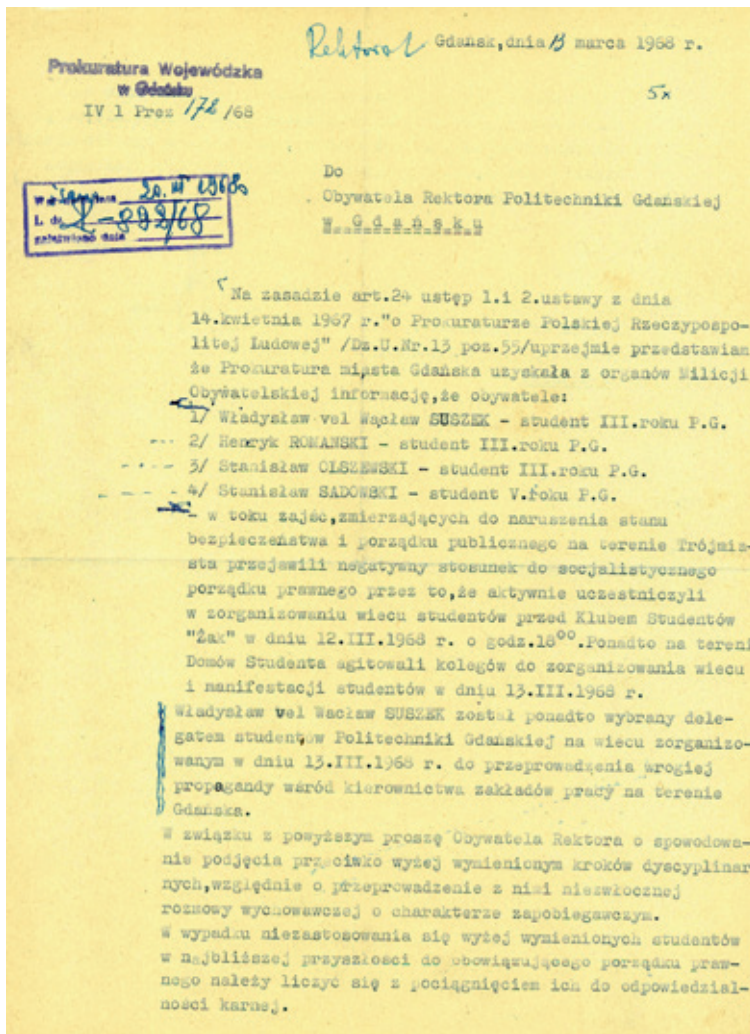 Rektorat Gdańsk,dnia 13 marca 1968 r.
Prokuratura Wojewódzka
w Gdańsku
IV 1 Prez 172 /68
5x
Do
Obywatela Rektora Politechniki Gdańskiej
w G d a ń s k u
20. III 1968
L. dz. R-892/68
załatwiono dnia
Na zasadzie art.24 ustęp 1.i 2.ustawy z dnia
14.kwietnia 1967 r."o Prokuraturze Polskiej Rzeczypospo-
litej Ludowej" /Dz.U.Nr.13 poz.55/uprzejmie przedstawiam
że Prokuratura miasta Gdańska uzyskała z organów Milicji
Obywatelskiej informację,że obywatele:
1/ Władysław vel Wacław SUSZEK - student III.roku P.G.
2/ Henryk ROMAŃSKI - student III.roku P.G.
3/ Stanisław OLSZEWSKI - student III.roku P.G.
4/ Stanisław SADOWSKI - student V.roku P.G.
- w toku zajść,zmierzających do naruszenia stanu
bezpieczeństwa i porządku publicznego na terenie Trójmia-
sta przejawili negatywny stosunek do socjalistycznego
porządku prawnego przez to,że aktywnie uczestniczyli
w zorganizowaniu wiecu studentów przed Klubem Studentów
"Żak" w dniu 12.III.1968 r. o godz.18⁰⁰.Ponadto na tereni
Domów Studenta agitowali kolegów do zorganizowania wiecu
i manifestacji studentów w dniu 13.III.1968 r.
Władysław vel Wacław SUSZEK został ponadto wybrany dele-
gatem studentów Politechniki Gdańskiej na wiecu zorganizo-
wanym w dniu 13.III.1968 r. do przeprowadzenia wrogiej
propagandy wśród kierownictwa zakładów pracy na terenie
Gdańska.
W związku z powyższym proszę Obywatela Rektora o spowodowa-
nie podjęcia przeciwko wyżej wymienionym kroków dyscyplinar
nych,względnie o przeprowadzenie z nimi niezwłocznej
rozmowy wychowawczej o charakterze zapobiegawczym.
W wypadku niezastosowania się wyżej wymienionych studentów
w najbliższej przyszłości do obowiązującego porządku praw-
nego należy liczyć się z pociągnięciem ich do odpowiedzial-
ności karnej.